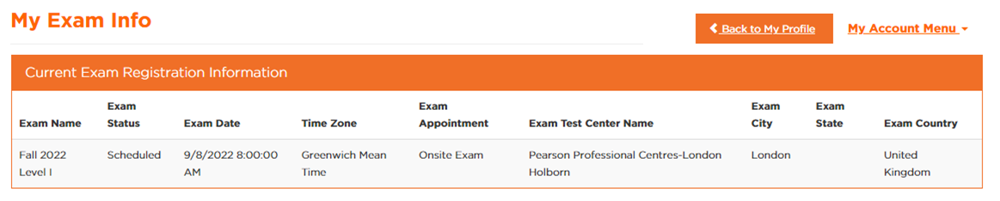 My Exam Info
Back to My Profile
My Account Menu
Current Exam Registration Information
Exam Name Exam Status Exam Date Time Zone Exam Appointment Exam Test Center Name Exam City Exam State Exam Country
Fall 2022 Level I Scheduled 9/8/2022 8:00:00 AM Greenwich Mean Time Onsite Exam Pearson Professional Centres-London Holborn London United Kingdom